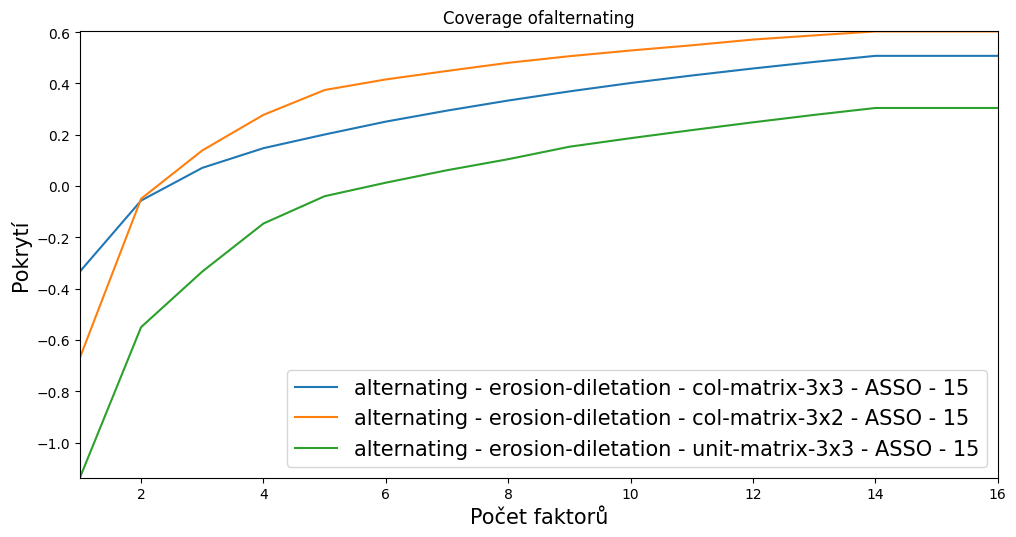 Coverage ofalternating
0.6
0.4
0.2
0.0
−0.2
−0.4
−0.6
−0.8
−1.0
Pokrytí
alternating - erosion-diletation - col-matrix-3x3 - ASSO - 15
alternating - erosion-diletation - col-matrix-3x2 - ASSO - 15
alternating - erosion-diletation - unit-matrix-3x3 - ASSO - 15
2 4 6 8 10 12 14 16
Počet faktorů